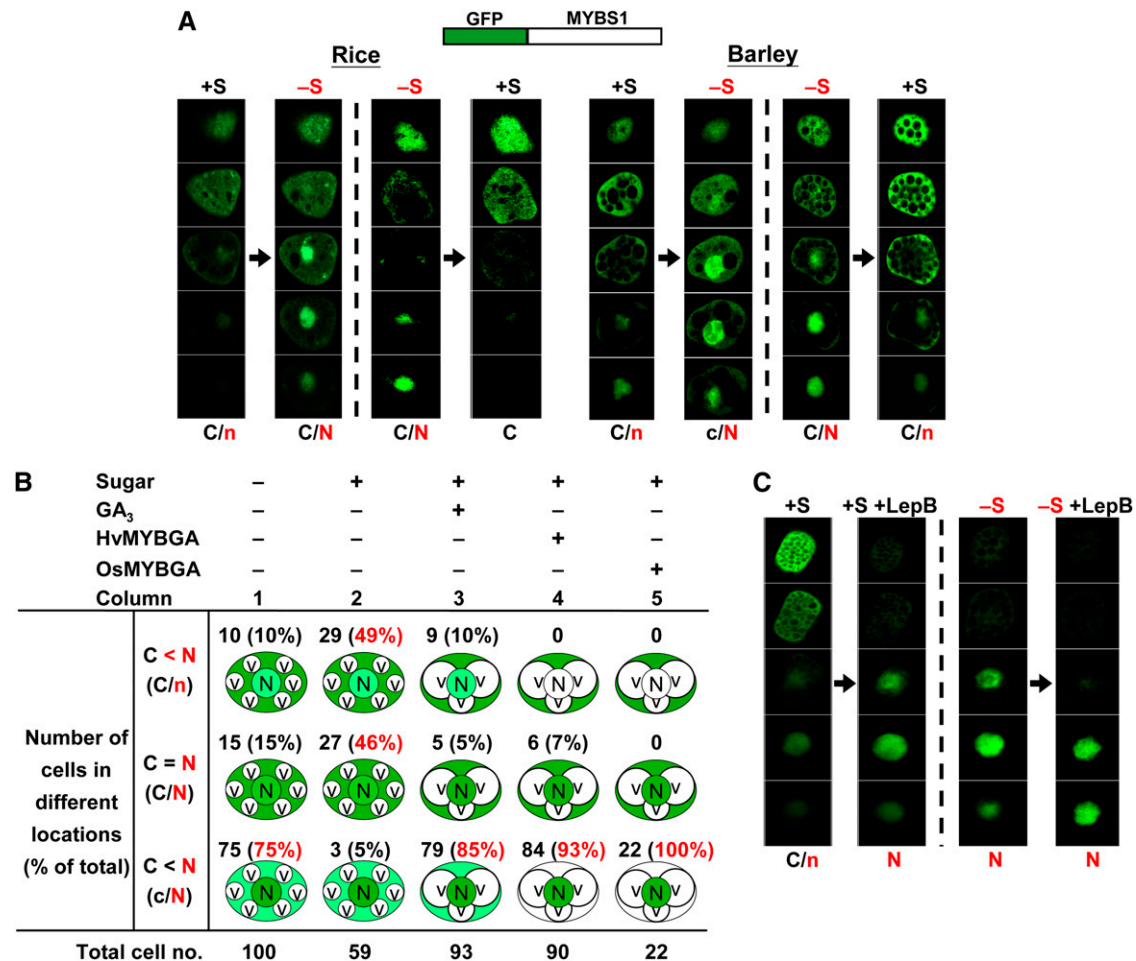 A
GFP MYBS1
Rice Barley
+S –S –S +S +S –S –S +S
C/n C/N C/N C C/n c/N C/N C/n
B
Sugar – + + + +
GA3 – – + – –
HvMYBGA – – – + –
OsMYBGA – – – – +
Column 1 2 3 4 5
Number of cells in different locations (% of total)
C < N (C/n) 10 (10%) 29 (49%) 9 (10%) 0 0
V V V N V V V V V V N V V V V N V V V N V V V N V V
C = N (C/N) 15 (15%) 27 (46%) 5 (5%) 6 (7%) 0
V V V N V V V V V V N V V V V N V V V N V V V N V V
C < N (c/N) 75 (75%) 3 (5%) 79 (85%) 84 (93%) 22 (100%)
V V V N V V V V V V N V V V V N V V V N V V V N V V
Total cell no. 100 59 93 90 22
C
+S +S +LepB –S –S +LepB
C/n N N N